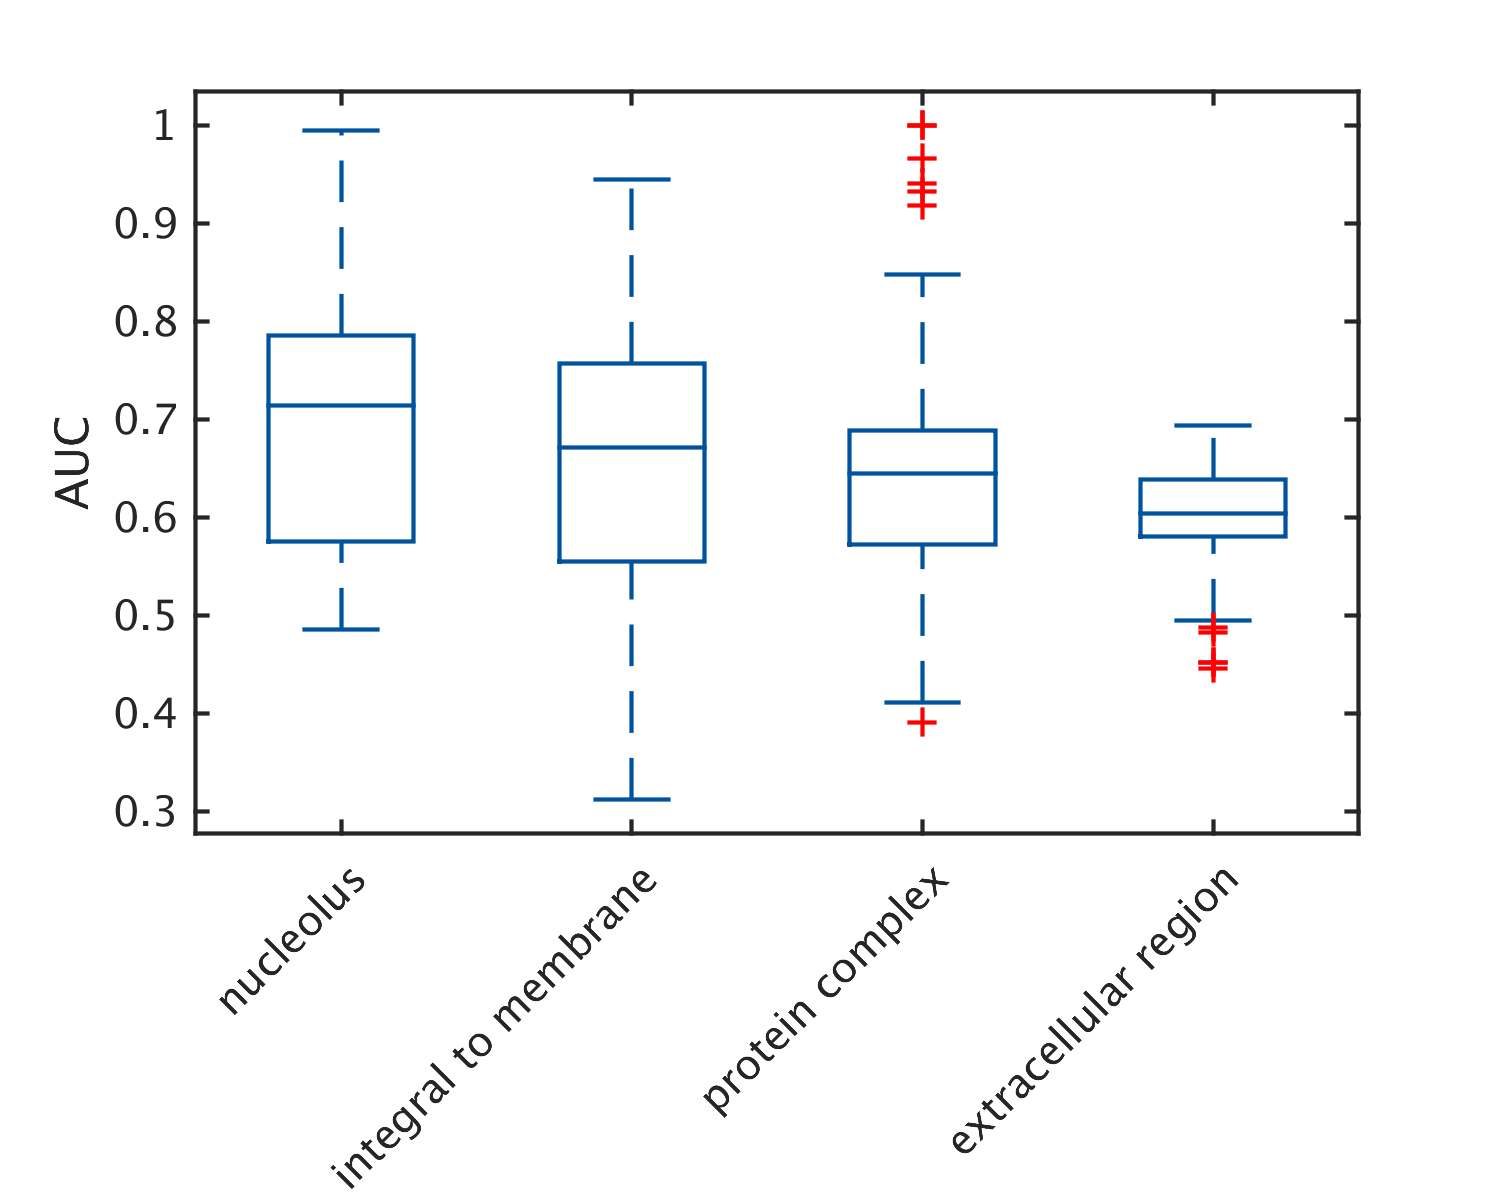 AUC
1
0.9
0.8
0.7
0.6
0.5
0.4
0.3
nucleolus
integral to membrane
protein complex
extracellular region